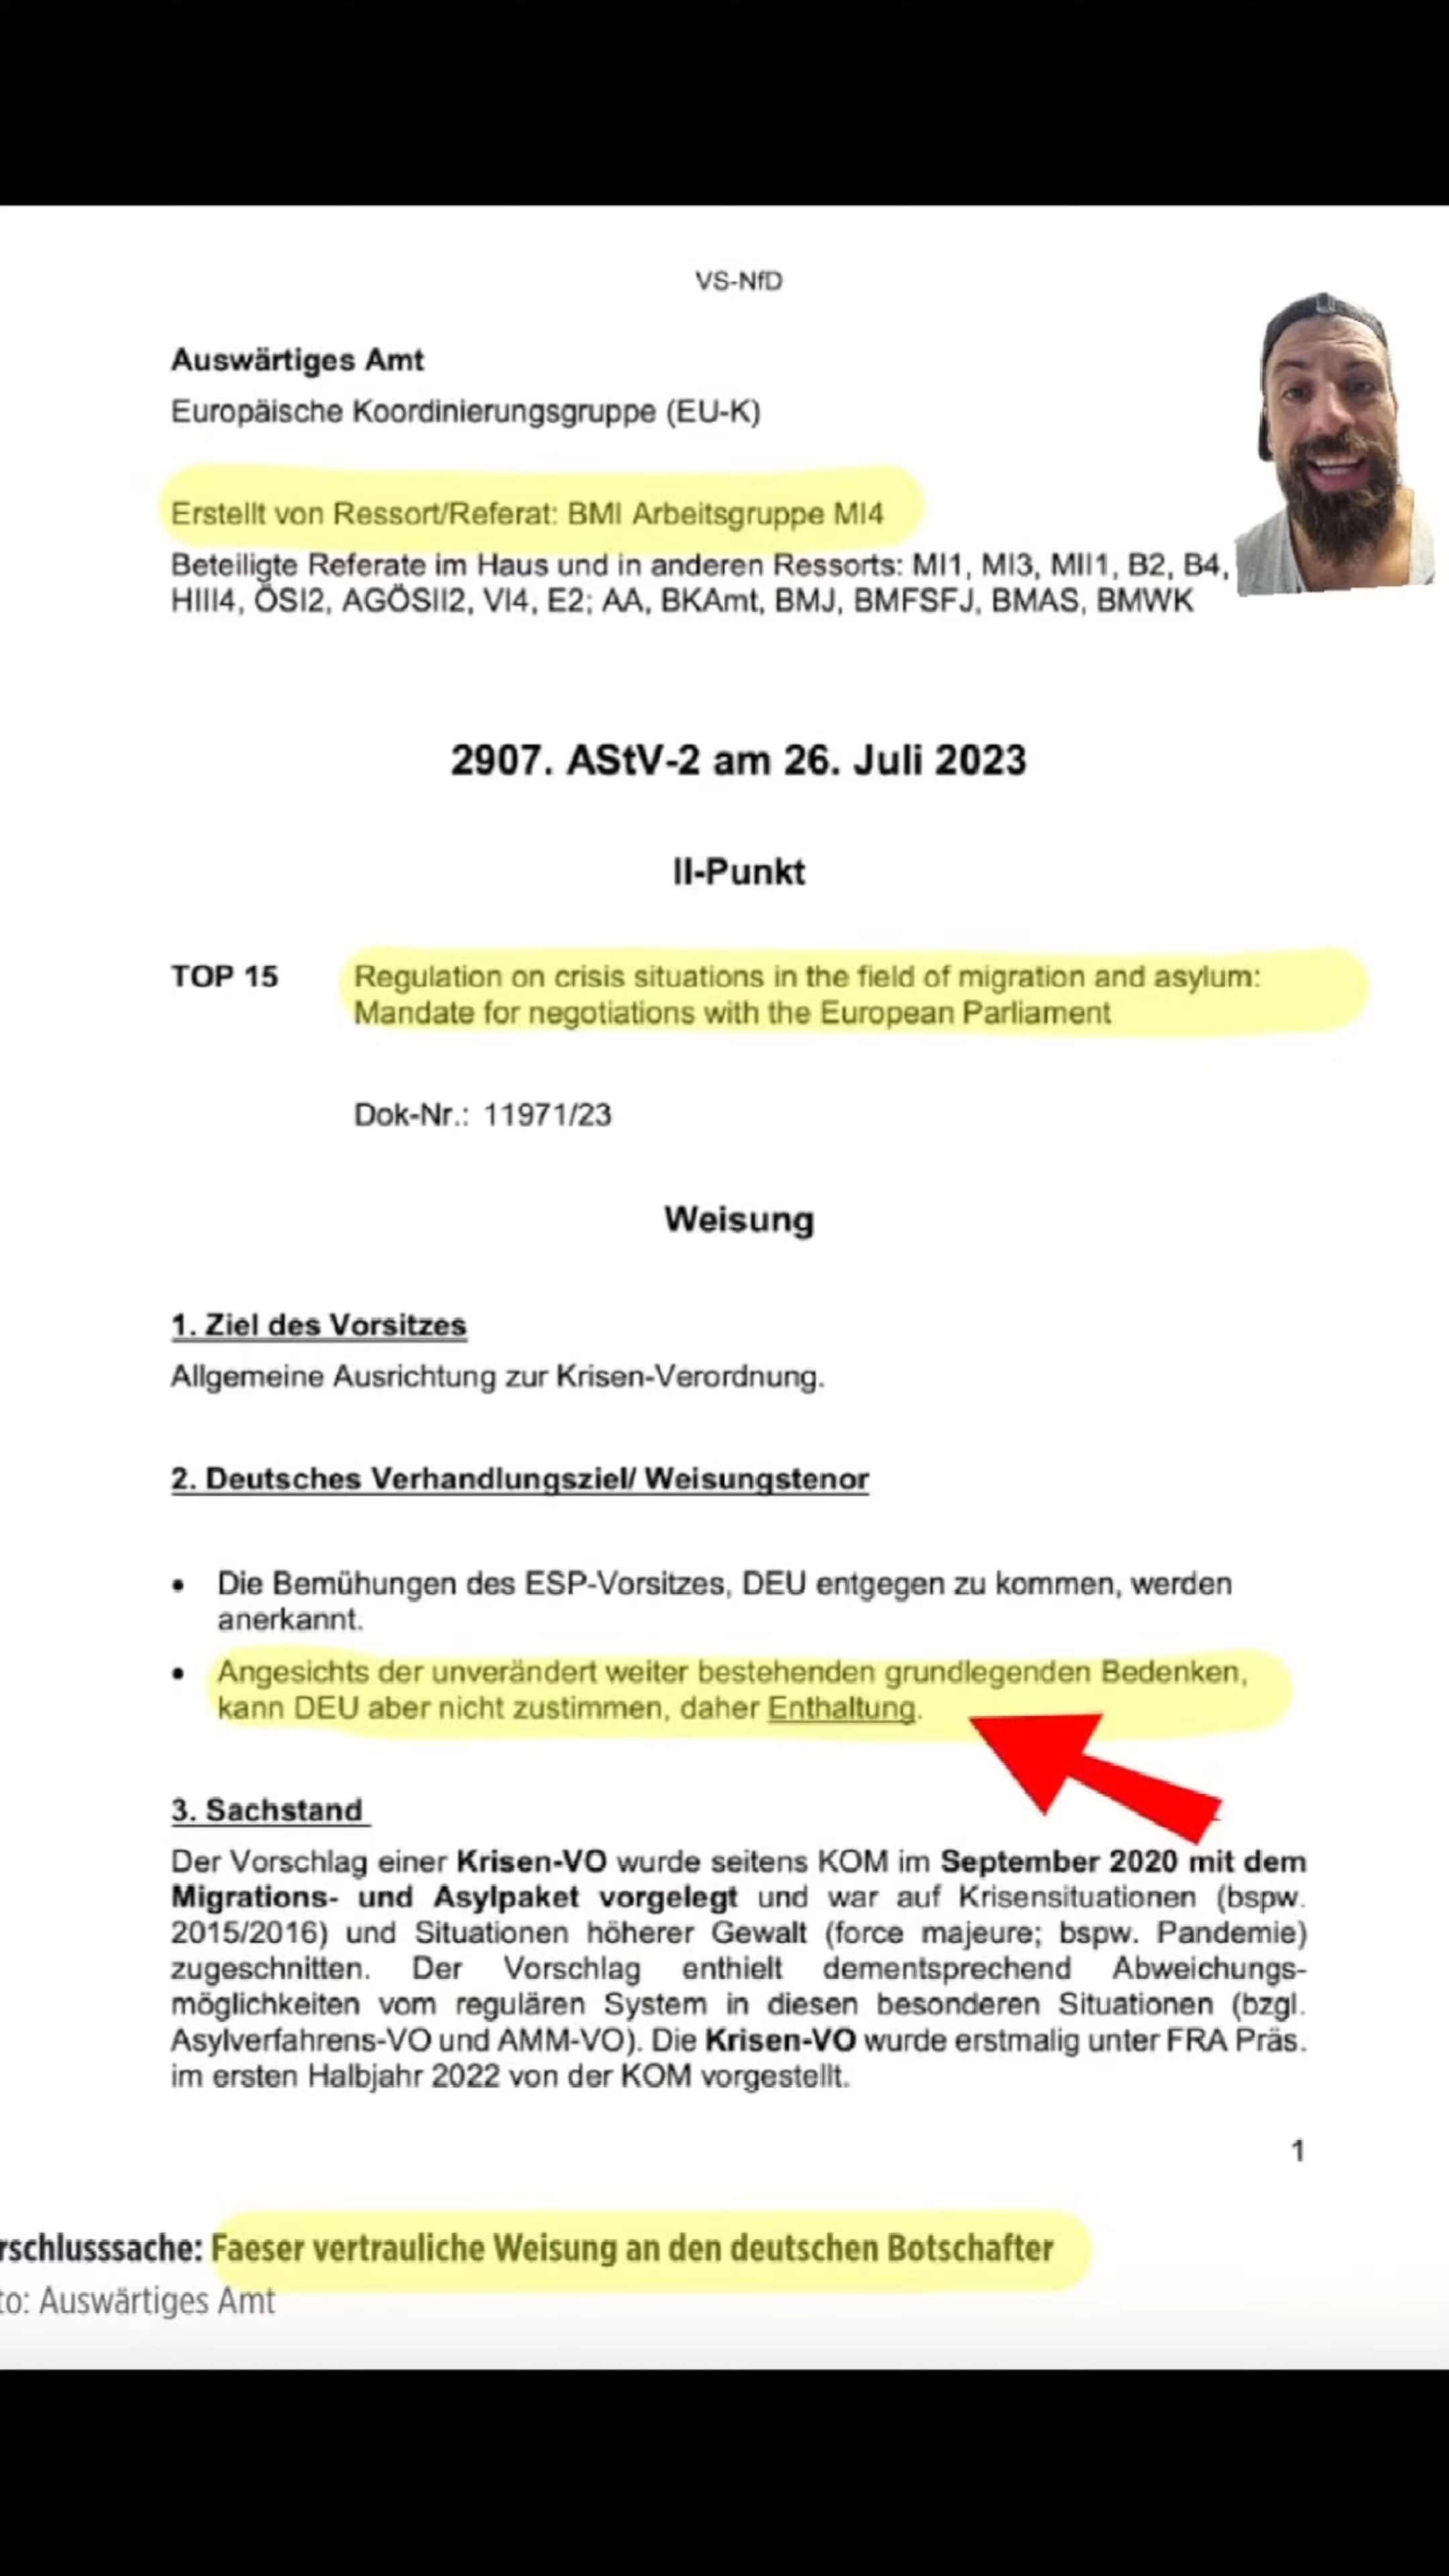 VS-NfD
Auswärtiges Amt
Europäische Koordinierungsgruppe (EU-K)
Erstellt von Ressort/Referat: BMI Arbeitsgruppe MI4
Beteiligte Referate im Haus und in anderen Ressorts: MI1, MI3, MII1, B2, B4,
HIII4, ÖSI2, AGÖSII2, VI4, E2; AA, BKAmt, BMJ, BMFSFJ, BMAS, BMWK
2907. AStV-2 am 26. Juli 2023
II-Punkt
TOP 15 Regulation on crisis situations in the field of migration and asylum:
Mandate for negotiations with the European Parliament
Dok-Nr.: 11971/23
Weisung
1. Ziel des Vorsitzes
Allgemeine Ausrichtung zur Krisen-Verordnung.
2. Deutsches Verhandlungsziel/ Weisungstenor
• Die Bemühungen des ESP-Vorsitzes, DEU entgegen zu kommen, werden
anerkannt.
• Angesichts der unverändert weiter bestehenden grundlegenden Bedenken,
kann DEU aber nicht zustimmen, daher Enthaltung.
3. Sachstand
Der Vorschlag einer Krisen-VO wurde seitens KOM im September 2020 mit dem
Migrations- und Asylpaket vorgelegt und war auf Krisensituationen (bspw.
2015/2016) und Situationen höherer Gewalt (force majeure; bspw. Pandemie)
zugeschnitten. Der Vorschlag enthielt dementsprechend Abweichungs-
möglichkeiten vom regulären System in diesen besonderen Situationen (bzgl.
Asylverfahrens-VO und AMM-VO). Die Krisen-VO wurde erstmalig unter FRA Präs.
im ersten Halbjahr 2022 von der KOM vorgestellt.
1
rschlusssache: Faeser vertrauliche Weisung an den deutschen Botschafter
to: Auswärtiges Amt